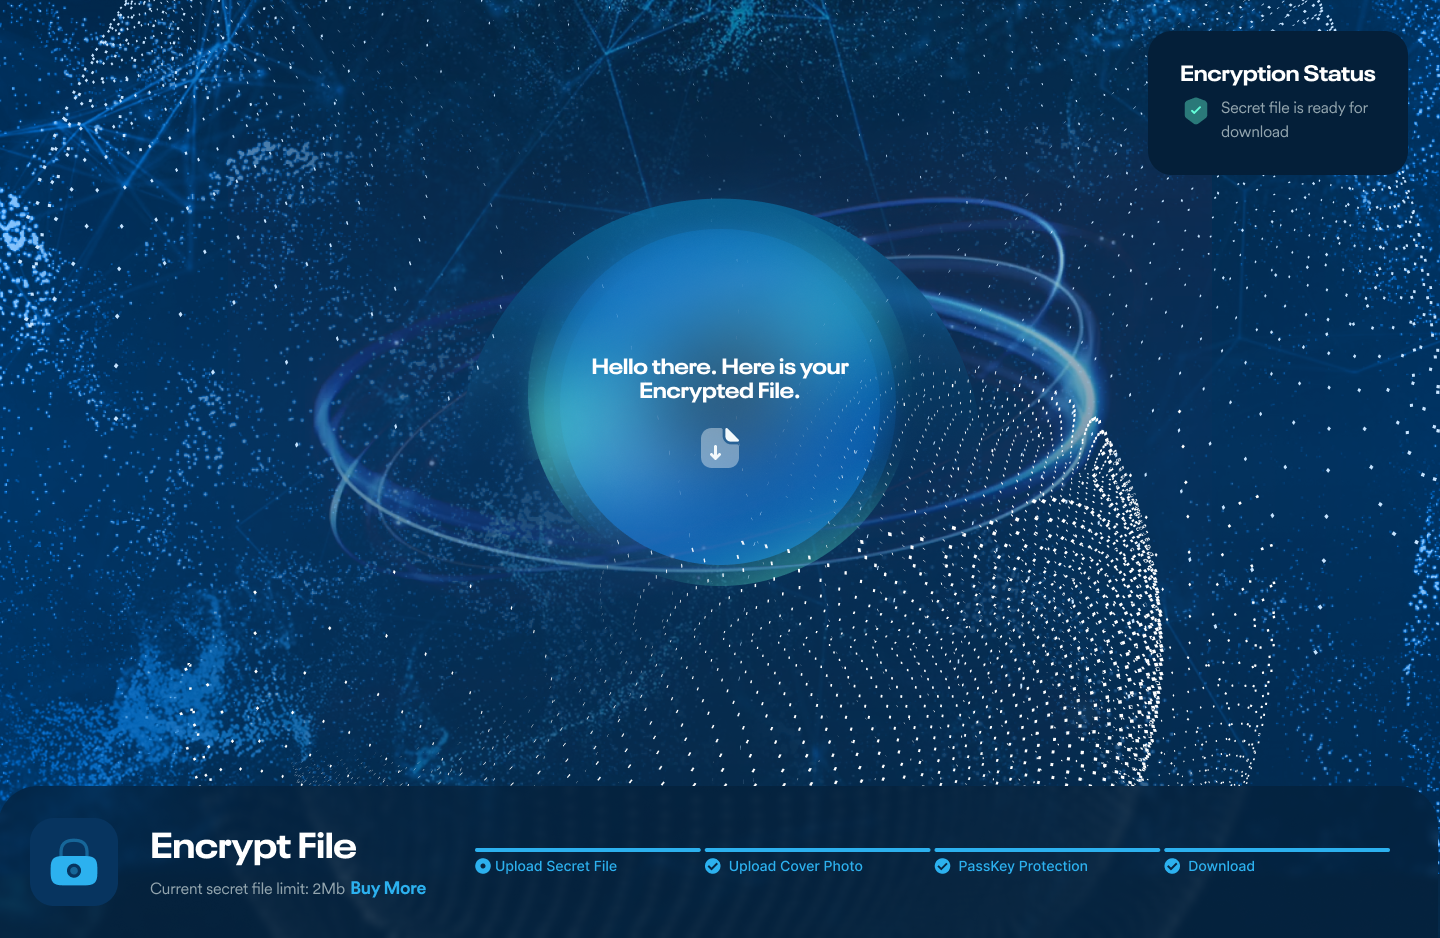 Encryption Status
Secret file is ready for
download
Hello there. Here is your
Encrypted File.
Encrypt File
Current secret file limit: 2Mb Buy More
Upload Secret File
Upload Cover Photo
PassKey Protection
Download